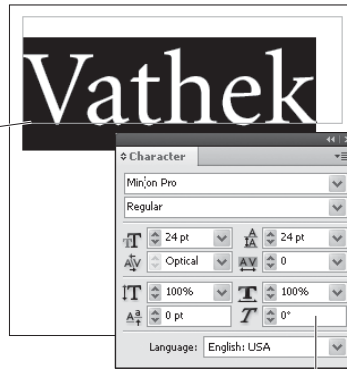 Vathek
Character
Minion Pro
Regular
24 pt 24 pt
Optical 0
100% 100%
0 pt 0°
Language: English: USA